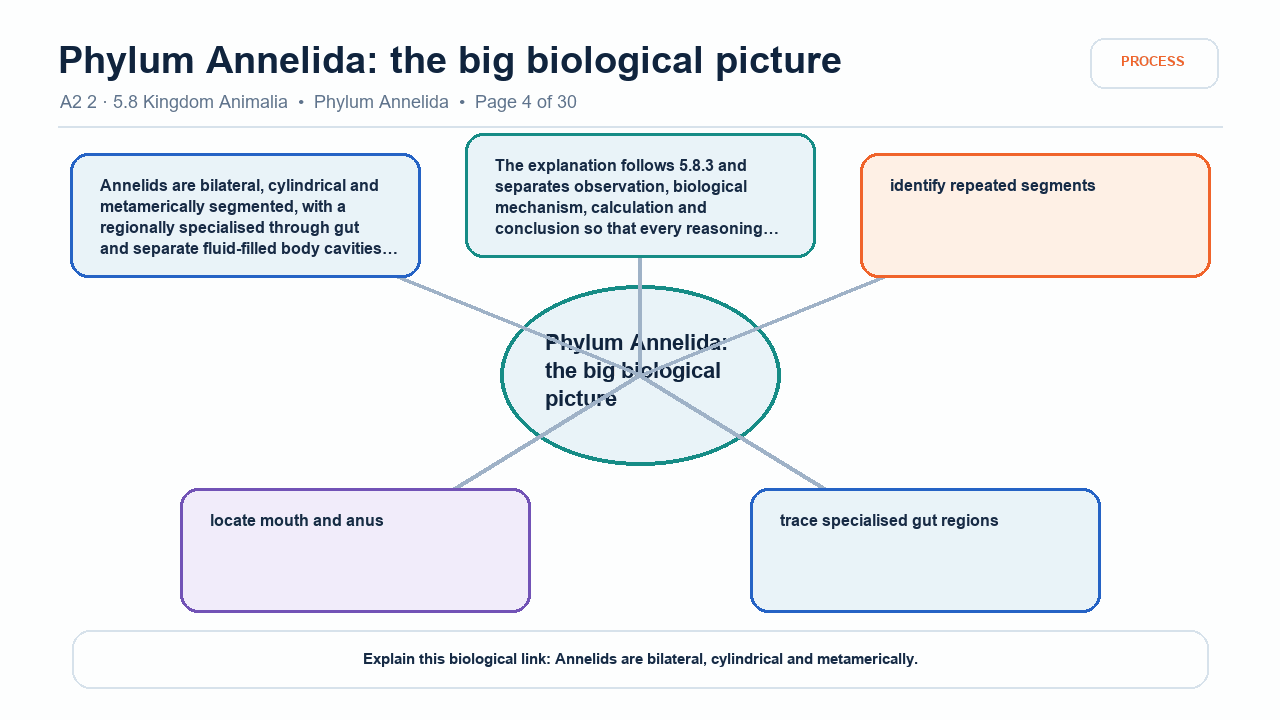 Phylum Annelida: the big biological picture
PROCESS
A2 2 · 5.8 Kingdom Animalia • Phylum Annelida • Page 4 of 30
Annelids are bilateral, cylindrical and
metamerically segmented, with a
regionally specialised through gut
and separate fluid-filled body cavities…
The explanation follows 5.8.3 and
separates observation, biological
mechanism, calculation and
conclusion so that every reasoning…
identify repeated segments
Phylum Annelida:
the big biological
picture
locate mouth and anus
trace specialised gut regions
Explain this biological link: Annelids are bilateral, cylindrical and metamerically.